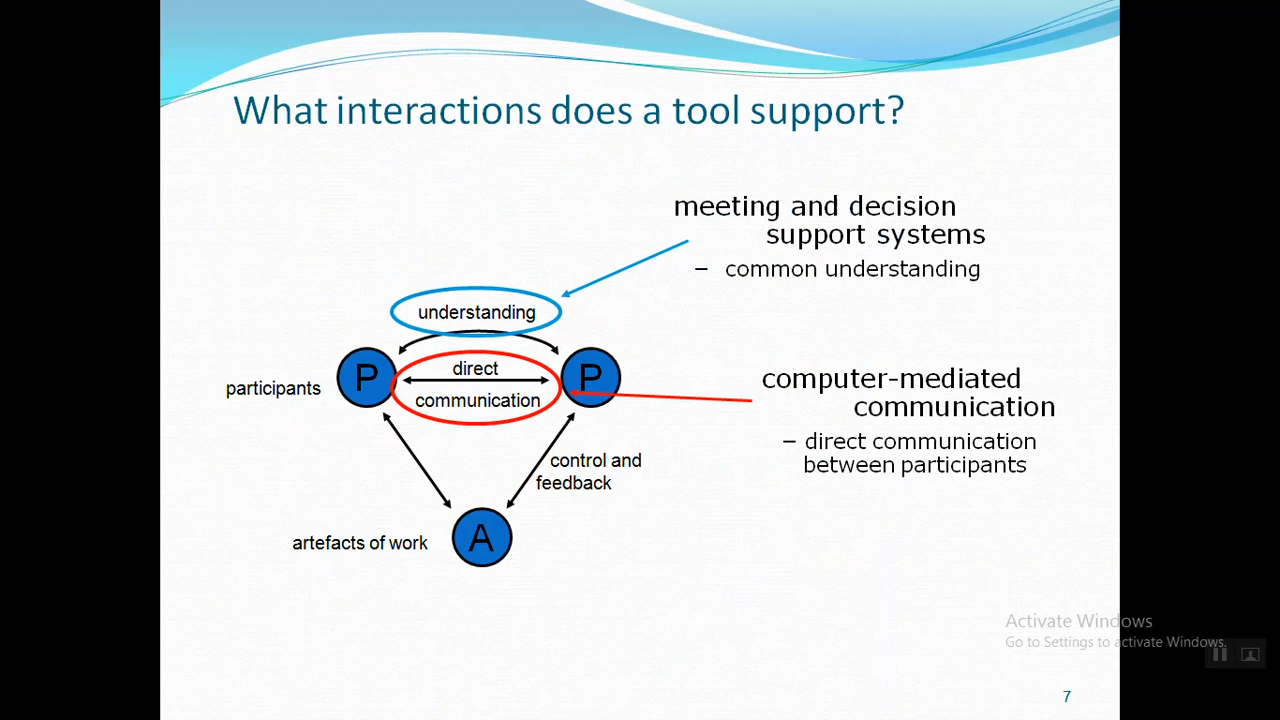 What interactions does a tool support?
meeting and decision
support systems
– common understanding
understanding
P
direct
P
participants
communication
computer-mediated
communication
– direct communication
between participants
control and
feedback
artefacts of work
A
Activate Windows
Go to Settings to activate Windows.
7